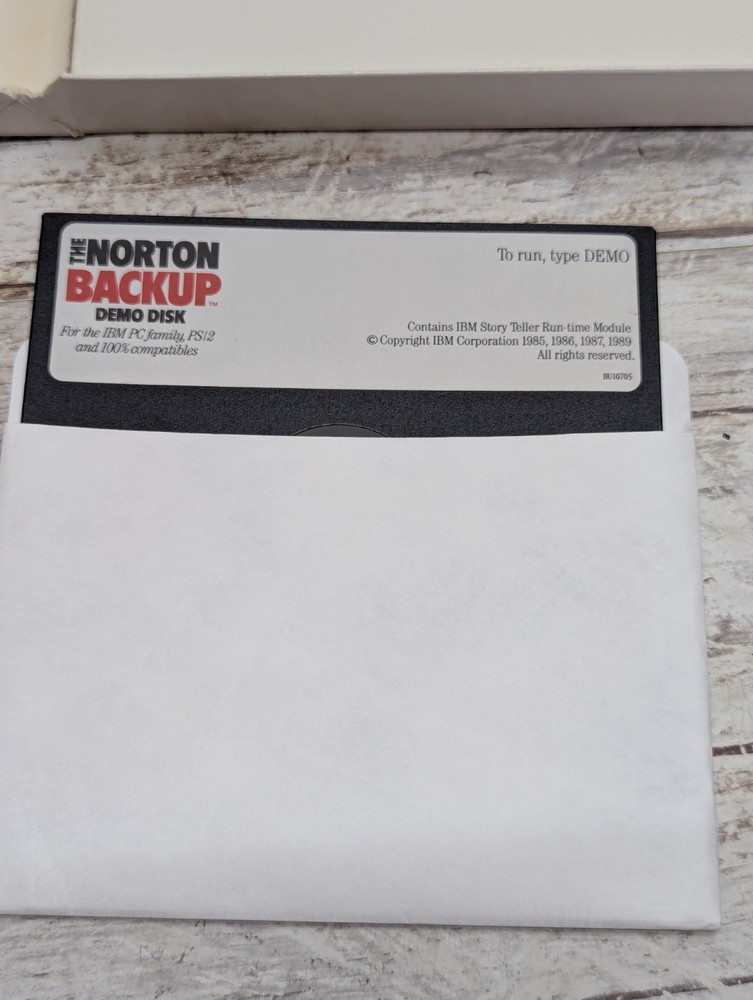 THE NORTON
BACKUP™
DEMO DISK
For the IBM PC family, PS/2
and 100% compatibles
To run, type DEMO
Contains IBM Story Teller Run-time Module
© Copyright IBM Corporation 1985, 1986, 1987, 1989
All rights reserved.
BU10705